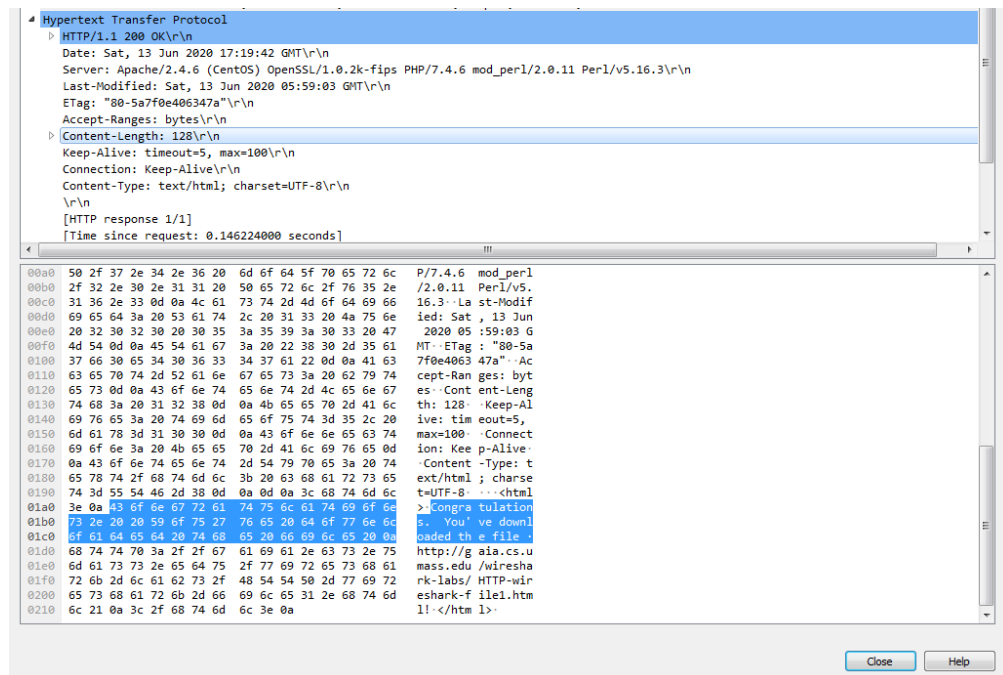 Hypertext Transfer Protocol
HTTP/1.1 200 OK\r\n
Date: Sat, 13 Jun 2020 17:19:42 GMT\r\n
Server: Apache/2.4.6 (CentOS) OpenSSL/1.0.2k-fips PHP/7.4.6 mod_perl/2.0.11 Perl/v5.16.3\r\n
Last-Modified: Sat, 13 Jun 2020 05:59:03 GMT\r\n
ETag: "80-5a7f0e406347a"\r\n
Accept-Ranges: bytes\r\n
Content-Length: 128\r\n
Keep-Alive: timeout=5, max=100\r\n
Connection: Keep-Alive\r\n
Content-Type: text/html; charset=UTF-8\r\n
\r\n
[HTTP response 1/1]
[Time since request: 0.146224000 seconds]
00a0 50 2f 37 2e 34 2e 36 20 6d 6f 64 5f 70 65 72 6c P/7.4.6 mod_perl
00b0 2f 32 2e 30 2e 31 31 20 50 65 72 6c 2f 76 35 2e /2.0.11 Perl/v5.
00c0 31 36 2e 33 0d 0a 4c 61 73 74 2d 4d 6f 64 69 66 16.3··La st-Modif
00d0 69 65 64 3a 20 53 61 74 2c 20 31 33 20 4a 75 6e ied: Sat , 13 Jun
00e0 20 32 30 32 30 20 30 35 3a 35 39 3a 30 33 20 47 2020 05 :59:03 G
00f0 4d 54 0d 0a 45 54 61 67 3a 20 22 38 30 2d 35 61 MT··ETag : "80-5a
0100 37 66 30 65 34 30 36 33 34 37 61 22 0d 0a 41 63 7f0e4063 47a"··Ac
0110 63 65 70 74 2d 52 61 6e 67 65 73 3a 20 62 79 74 cept-Ran ges: byt
0120 65 73 0d 0a 43 6f 6e 74 65 6e 74 2d 4c 65 6e 67 es··Cont ent-Leng
0130 74 68 3a 20 31 32 38 0d 0a 4b 65 65 70 2d 41 6c th: 128· ·Keep-Al
0140 69 76 65 3a 20 74 69 6d 65 6f 75 74 3d 35 2c 20 ive: tim eout=5,
0150 6d 61 78 3d 31 30 30 0d 0a 43 6f 6e 6e 65 63 74 max=100· ·Connect
0160 69 6f 6e 3a 20 4b 65 65 70 2d 41 6c 69 76 65 0d ion: Kee p-Alive·
0170 0a 43 6f 6e 74 65 6e 74 2d 54 79 70 65 3a 20 74 ·Content -Type: t
0180 65 78 74 2f 68 74 6d 6c 3b 20 63 68 61 72 73 65 ext/html ; charse
0190 74 3d 55 54 46 2d 38 0d 0a 0d 0a 3c 68 74 6d 6c t=UTF-8· ···<html
01a0 3e 0a 43 6f 6e 67 72 61 74 75 6c 61 74 69 6f 6e >·Congra tulation
01b0 73 2e 20 20 59 6f 75 27 76 65 20 64 6f 77 6e 6c s.  You' ve downl
01c0 6f 61 64 65 64 20 74 68 65 20 66 69 6c 65 20 0a oaded th e file ·
01d0 68 74 74 70 3a 2f 2f 67 61 69 61 2e 63 73 2e 75 http://g aia.cs.u
01e0 6d 61 73 73 2e 65 64 75 2f 77 69 72 65 73 68 61 mass.edu /wiresha
01f0 72 6b 2d 6c 61 62 73 2f 48 54 54 50 2d 77 69 72 rk-labs/ HTTP-wir
0200 65 73 68 61 72 6b 2d 66 69 6c 65 31 2e 68 74 6d eshark-f ile1.htm
0210 6c 21 0a 3c 2f 68 74 6d 6c 3e 0a l!·</htm l>·
Close Help